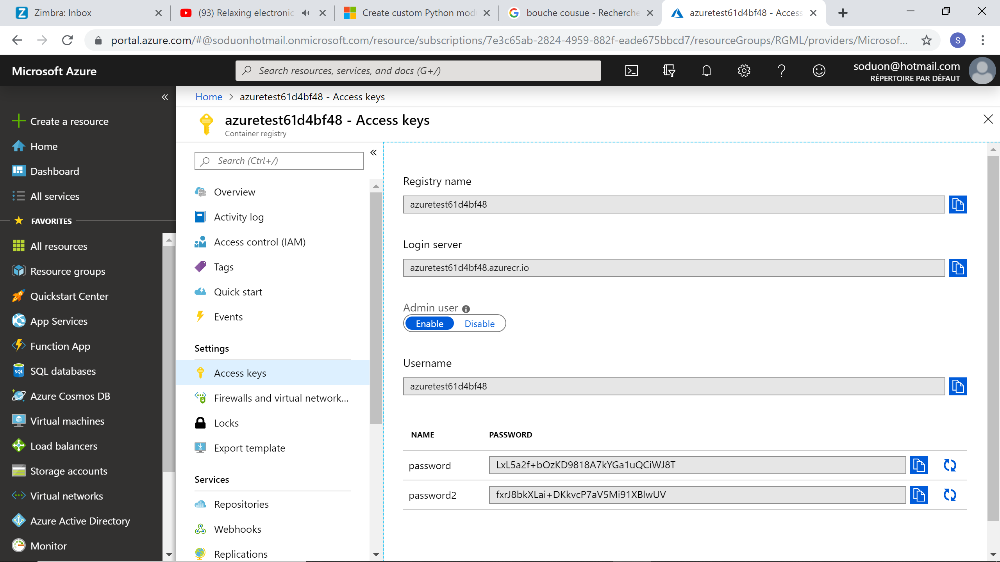 Zimbra: Inbox
(93) Relaxing electronic
Create custom Python mod
bouche cousue - Recherche
azuretest61d4bf48 - Access
portal.azure.com/#@soduonhotmail.onmicrosoft.com/resource/subscriptions/7e3c65ab-2824-4959-882f-eade675bbcd7/resourceGroups/RGML/providers/Microsof...
S
Microsoft Azure
Search resources, services, and docs (G+/)
soduon@hotmail.com
RÉPERTOIRE PAR DÉFAUT
Create a resource
Home
Dashboard
All services
FAVORITES
All resources
Resource groups
Quickstart Center
App Services
Function App
SQL databases
Azure Cosmos DB
Virtual machines
Load balancers
Storage accounts
Virtual networks
Azure Active Directory
Monitor
Home > azuretest61d4bf48 - Access keys
azuretest61d4bf48 - Access keys
Container registry
Search (Ctrl+/)
Overview
Activity log
Access control (IAM)
Tags
Quick start
Events
Settings
Access keys
Firewalls and virtual network...
Locks
Export template
Services
Repositories
Webhooks
Replications
Registry name
azuretest61d4bf48
Login server
azuretest61d4bf48.azurecr.io
Admin user
Enable Disable
Username
azuretest61d4bf48
NAME PASSWORD
password LxL5a2f+bOzKD9818A7kYGa1uQCiWJ8T
password2 fxrJ8bkXLai+DKkvcP7aV5Mi91XBlwUV